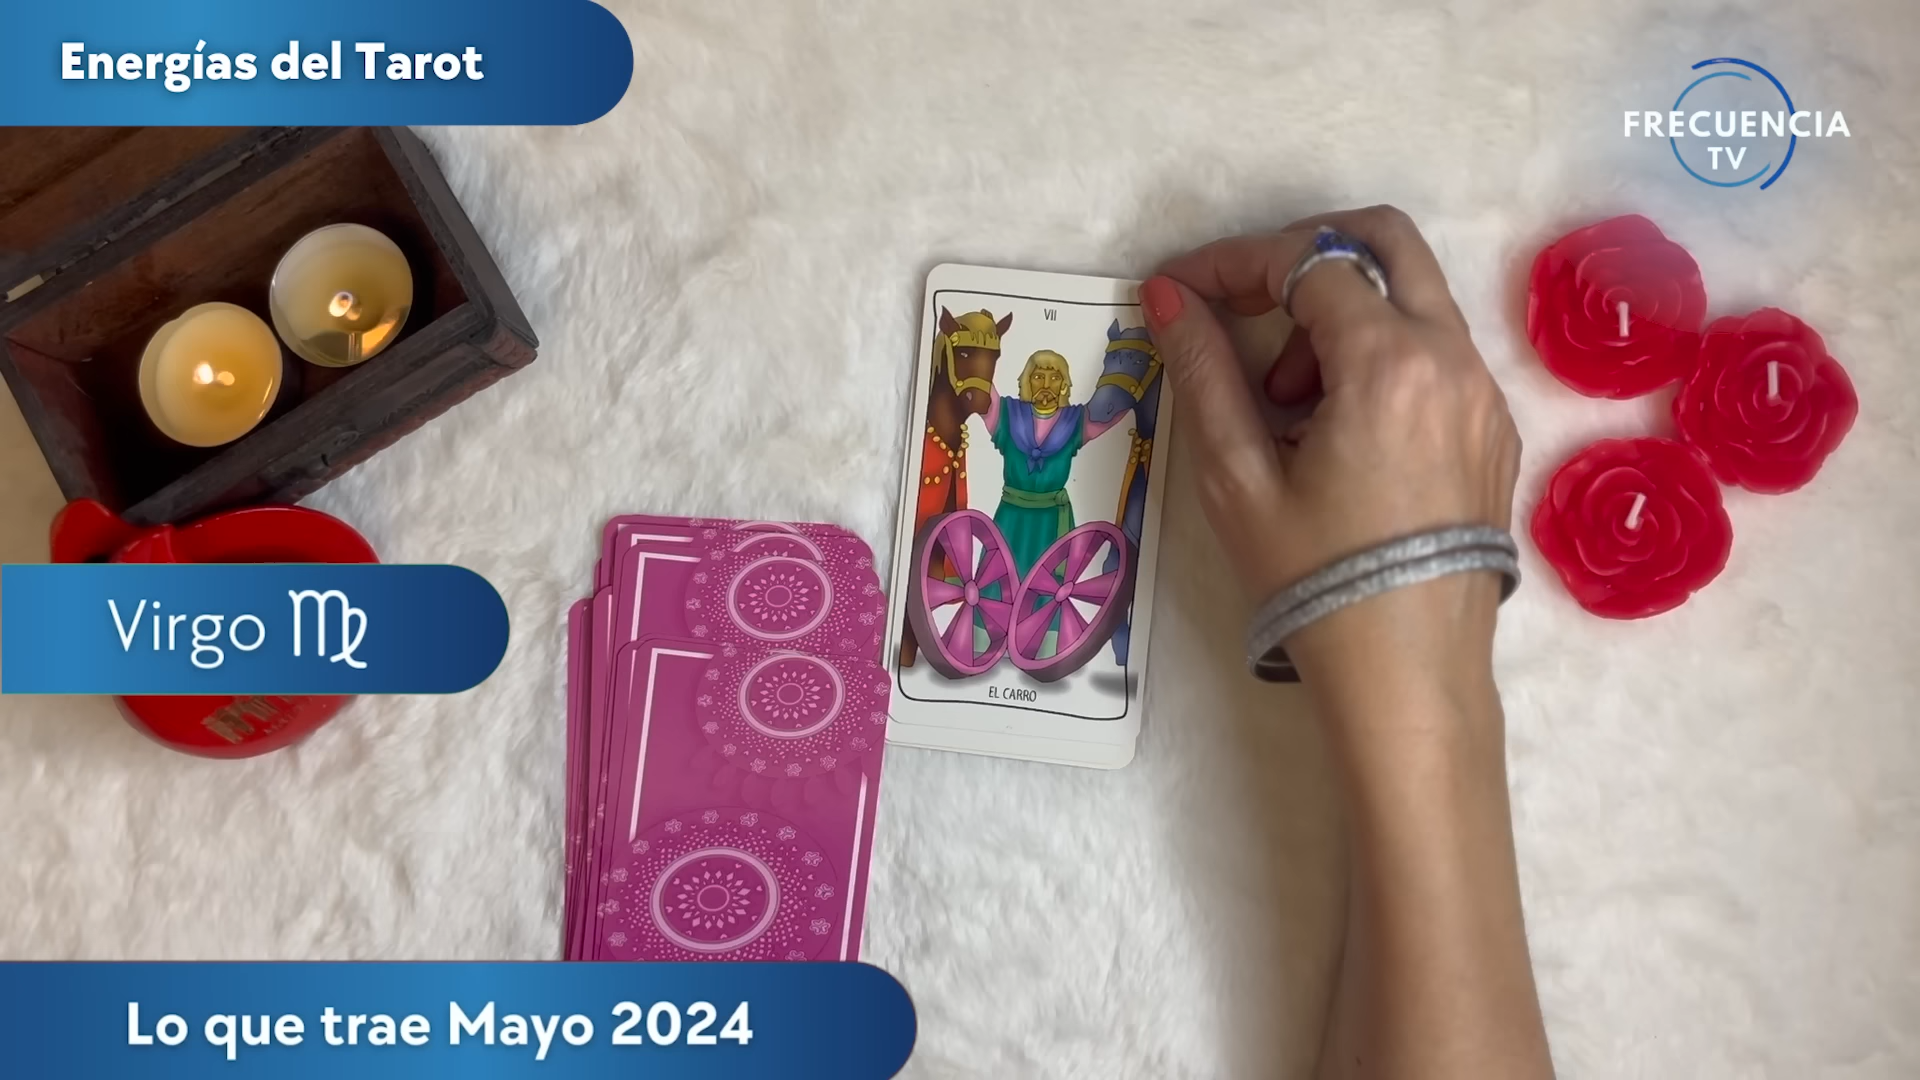 Energías del Tarot
FRECUENCIA
TV
VII
EL CARRO
Virgo ♍
Lo que trae Mayo 2024